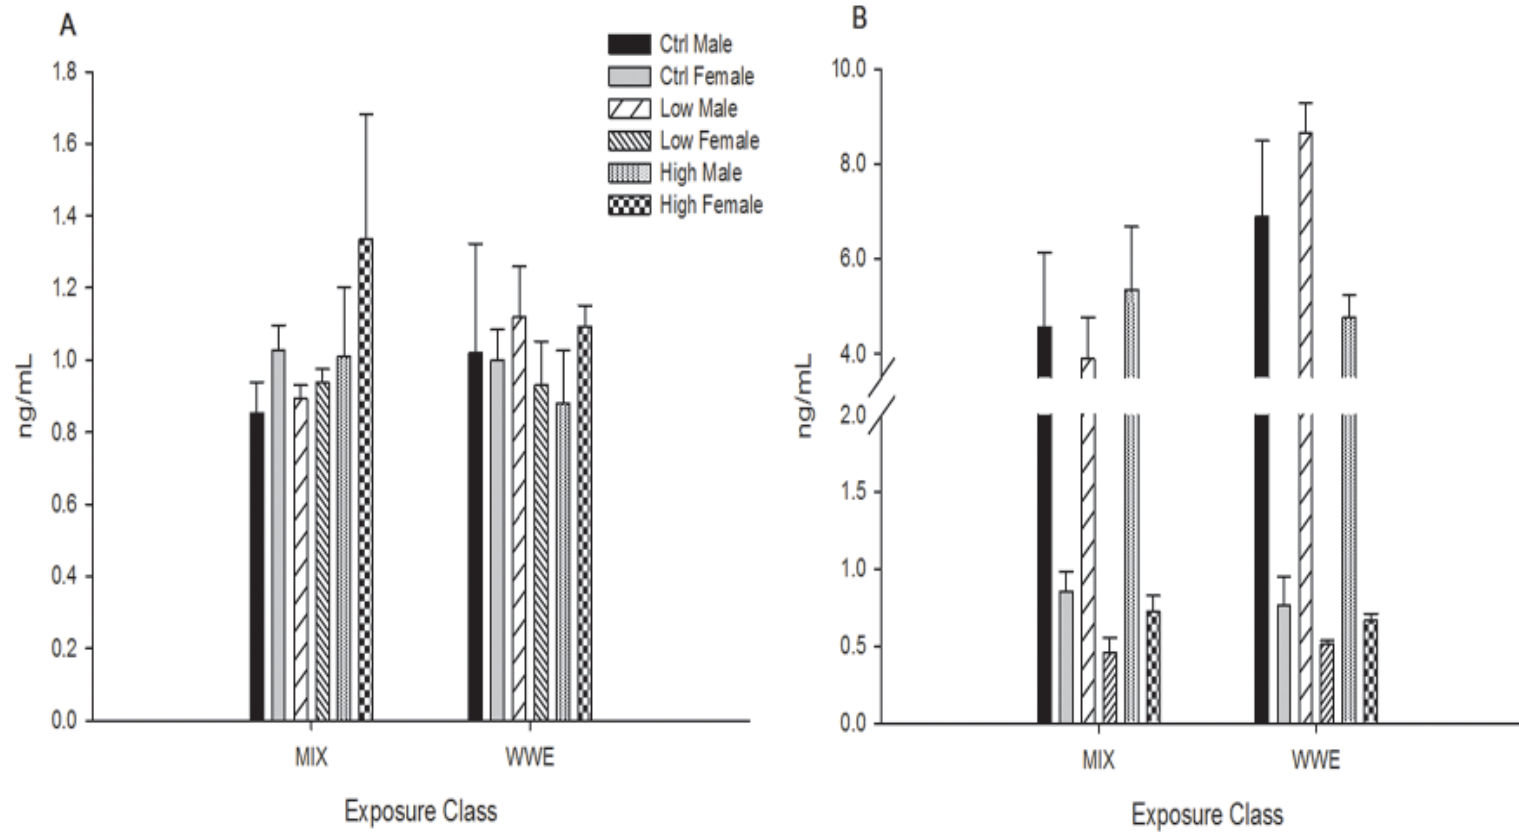 A
1.8
1.6
1.4
1.2
1.0
0.8
0.6
0.4
0.2
0.0
ng/mL
MIX
WWE
Exposure Class
Ctrl Male
Ctrl Female
Low Male
Low Female
High Male
High Female
B
10.0
8.0
6.0
4.0
2.0
1.5
1.0
0.5
0.0
ng/mL
MIX
WWE
Exposure Class